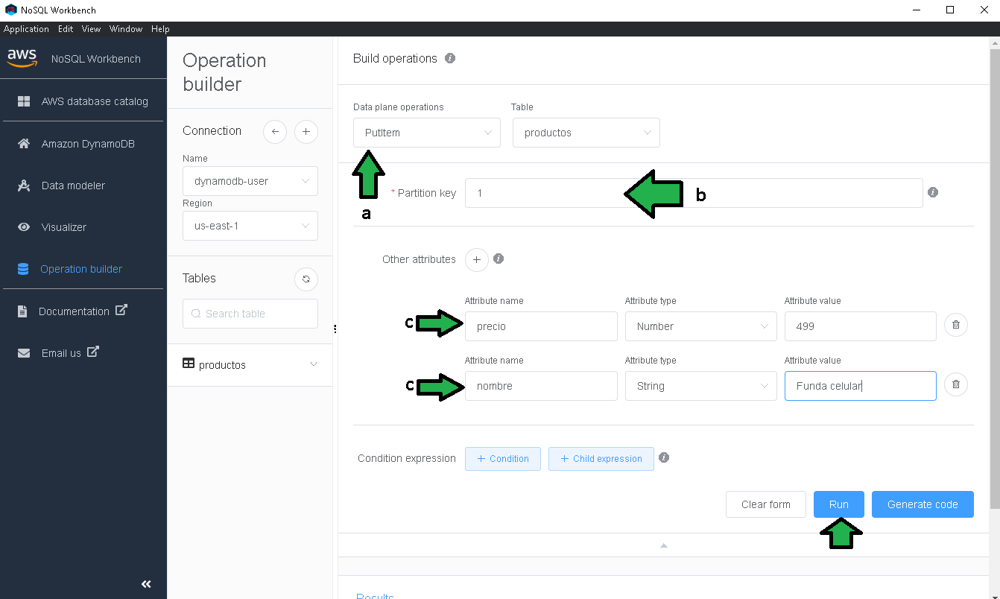 NoSQL Workbench
Application Edit View Window Help
aws NoSQL Workbench
AWS database catalog
Amazon DynamoDB
Data modeler
Visualizer
Operation builder
Documentation
Email us
Operation
builder
Connection
Name
dynamodb-user
Region
us-east-1
Tables
Search table
productos
Build operations
Data plane operations Table
PutItem productos
a
* Partition key 1 b
Other attributes
Attribute name Attribute type Attribute value
c precio Number 499
Attribute name Attribute type Attribute value
c nombre String Funda celular
Condition expression + Condition + Child expression
Clear form Run Generate code
Results